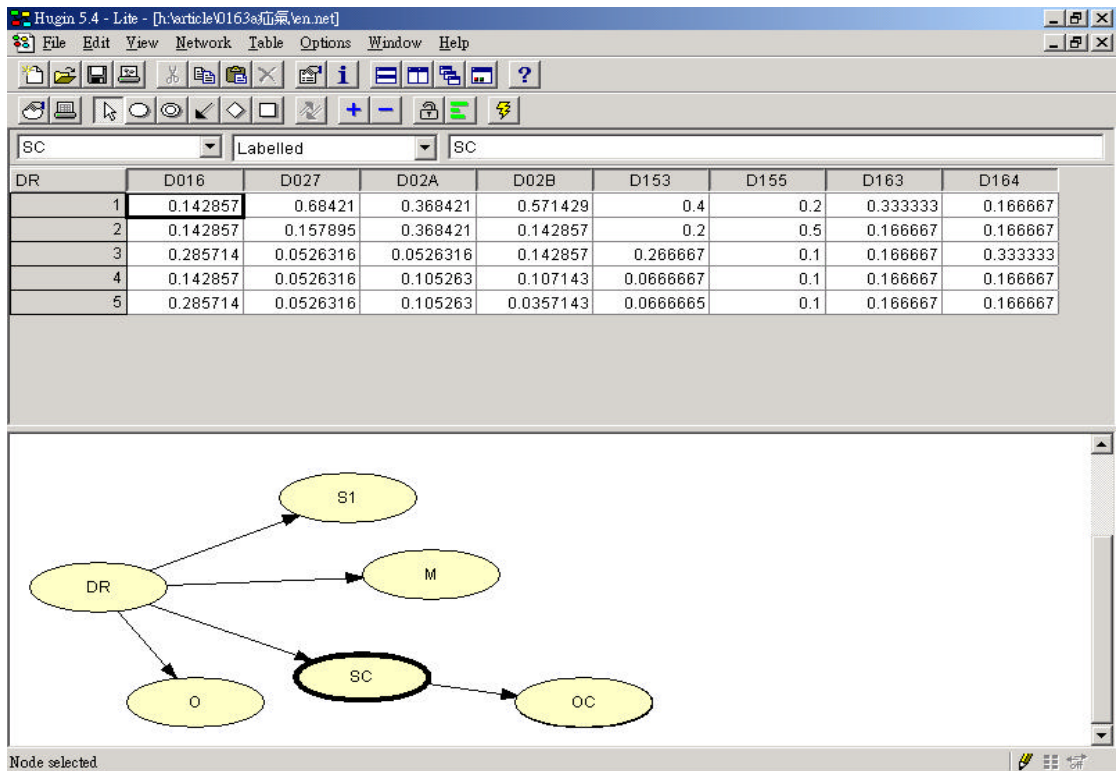 Hugin 5.4 - Lite - [h:\article\0163a疝氣\en.net]
File Edit View Network Table Options Window Help
SC Labelled SC
DR D016 D027 D02A D02B D153 D155 D163 D164
1 0.142857 0.68421 0.368421 0.571429 0.4 0.2 0.333333 0.166667
2 0.142857 0.157895 0.368421 0.142857 0.2 0.5 0.166667 0.166667
3 0.285714 0.0526316 0.0526316 0.142857 0.266667 0.1 0.166667 0.333333
4 0.142857 0.0526316 0.105263 0.107143 0.0666667 0.1 0.166667 0.166667
5 0.285714 0.0526316 0.105263 0.0357143 0.0666665 0.1 0.166667 0.166667
S1
M
DR
SC
O
OC
Node selected